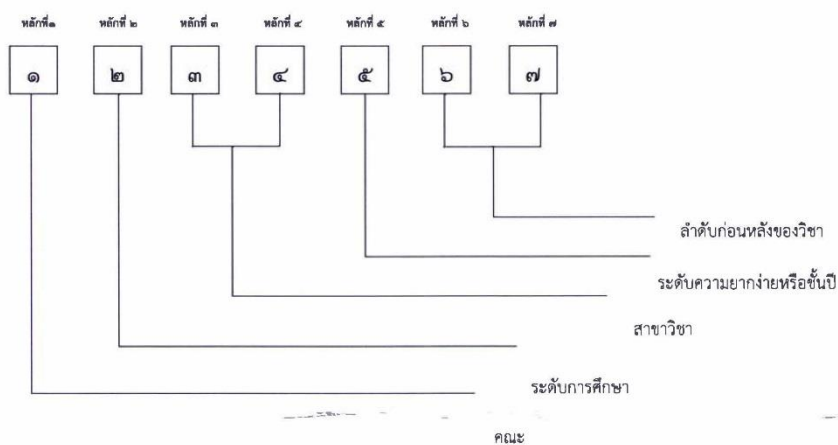 หลักที่๑ หลักที่ ๒ หลักที่ ๓ หลักที่ ๔ หลักที่ ๕ หลักที่ ๖ หลักที่ ๗
๑ ๒ ๓ ๔ ๕ ๖ ๗
ลำดับก่อนหลังของวิชา
ระดับความยากง่ายหรือชั้นปี
สาขาวิชา
ระดับการศึกษา
คณะ